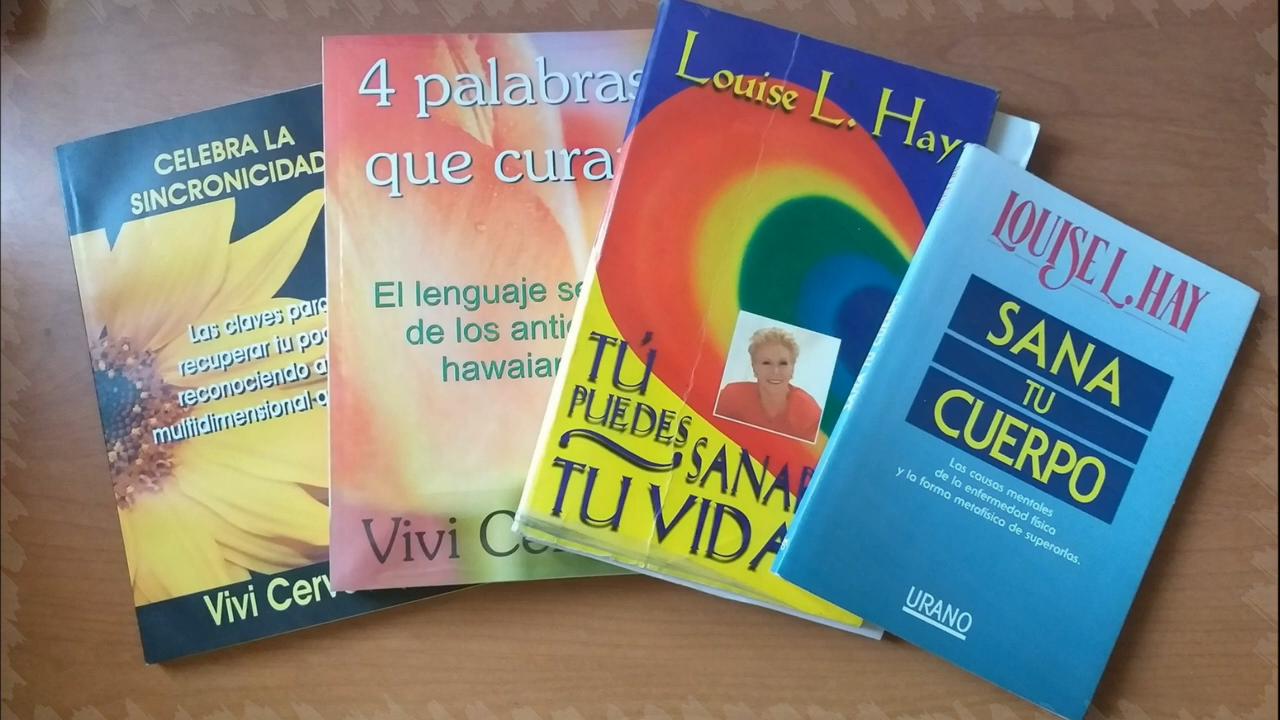 CELEBRA LA
SINCRONICIDAD
Las claves para
recuperar tu pod
reconociendo a
multidimensional-
Vivi Cerv
4 palabras
que cura
El lenguaje se
de los anti
hawaian
Vivi Ce
Louise L. Hay
TÚ
PUEDES
SANAR
TU VIDA
LOUISE L. HAY
SANA
TU
CUERPO
Las causas mentales
de la enfermedad física
y la forma metafísica de superarlas.
URANO